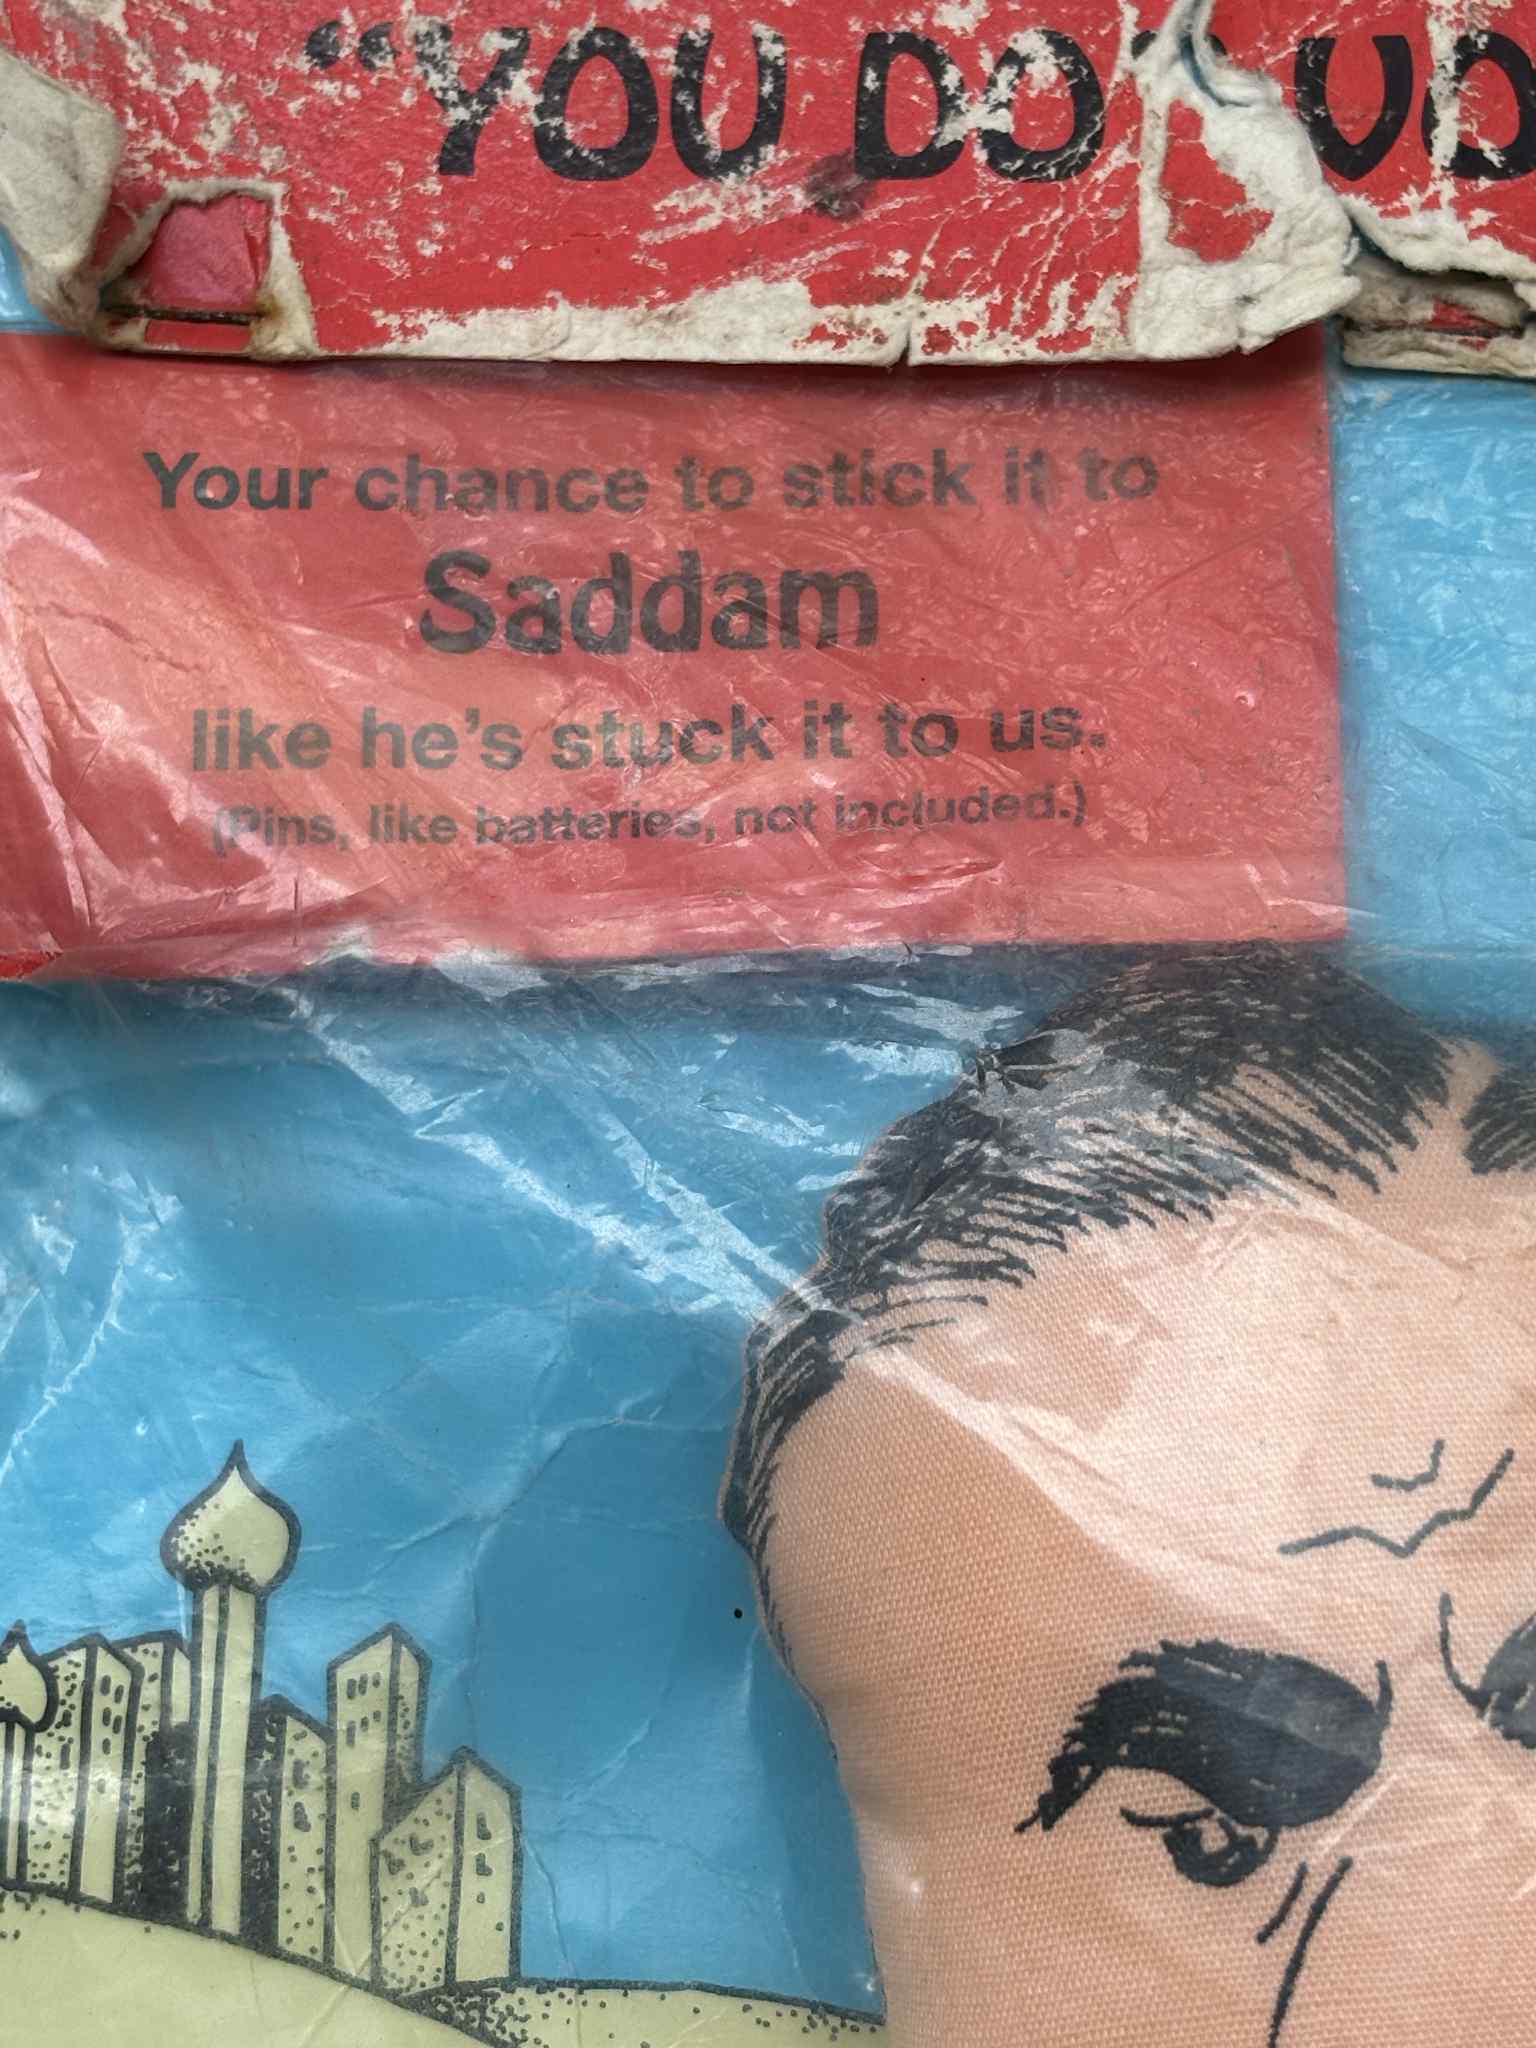 “YOU DO” VO
Your chance to stick it to
Saddam
like he’s stuck it to us.
(Pins, like batteries, not included.)